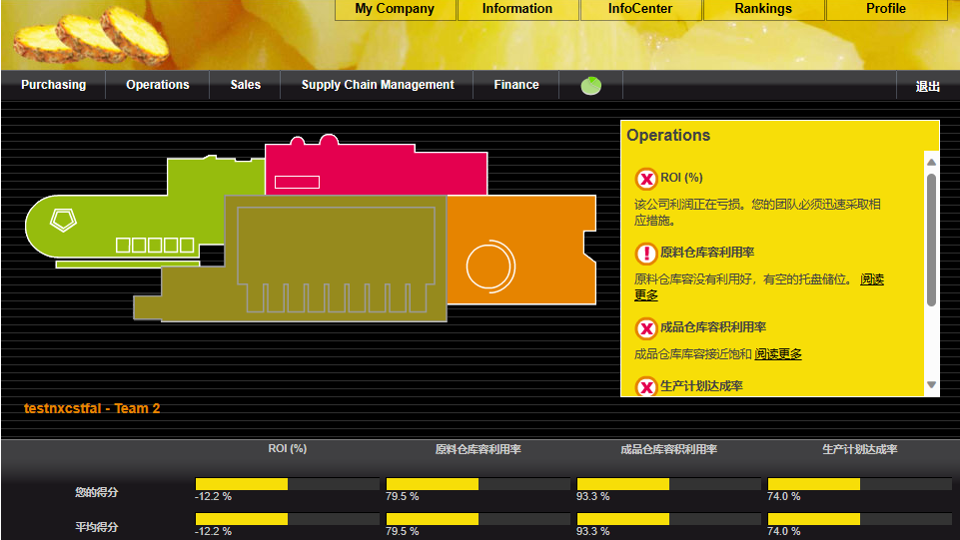 My Company Information InfoCenter Rankings Profile
Purchasing Operations Sales Supply Chain Management Finance 退出
Operations
ROI (%)
该公司利润正在亏损。您的团队必须迅速采取相
应措施。
原料仓库容利用率
原料仓库容没有利用好，有空的托盘储位。 阅读
更多
成品仓库容积利用率
成品仓库库容接近饱和 阅读更多
生产计划达成率
testnxcstfal - Team 2
ROI (%) 原料仓库容利用率 成品仓库容积利用率 生产计划达成率
您的得分
-12.2 % 79.5 % 93.3 % 74.0 %
平均得分
-12.2 % 79.5 % 93.3 % 74.0 %